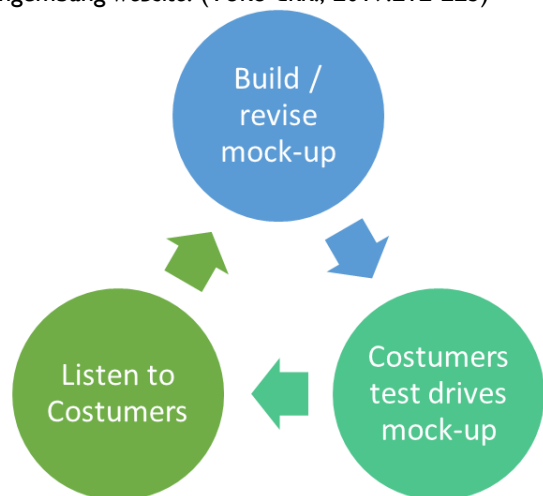 Build /
revise
mock-up
Costumers
test drives
mock-up
Listen to
Costumers